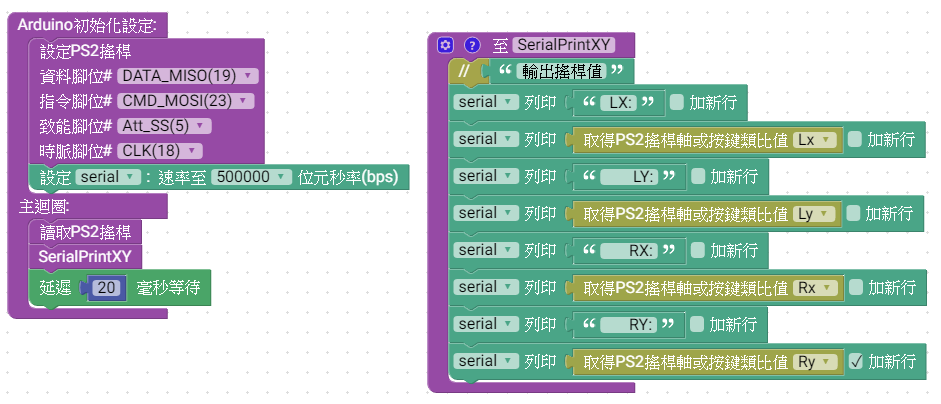 Arduino初始化設定:
設定PS2搖桿
資料腳位# DATA_MISO(19)
指令腳位# CMD_MOSI(23)
致能腳位# Att_SS(5)
時脈腳位# CLK(18)
設定 serial : 速率至 500000 位元秒率(bps)
主迴圈:
讀取PS2搖桿
SerialPrintXY
延遲 20 毫秒等待
? 至 SerialPrintXY
// “ 輸出搖桿值 ”
serial 列印 “ LX: ” 加新行
serial 列印 取得PS2搖桿軸或按鍵類比值 Lx 加新行
serial 列印 “ LY: ” 加新行
serial 列印 取得PS2搖桿軸或按鍵類比值 Ly 加新行
serial 列印 “ RX: ” 加新行
serial 列印 取得PS2搖桿軸或按鍵類比值 Rx 加新行
serial 列印 “ RY: ” 加新行
serial 列印 取得PS2搖桿軸或按鍵類比值 Ry ✓ 加新行